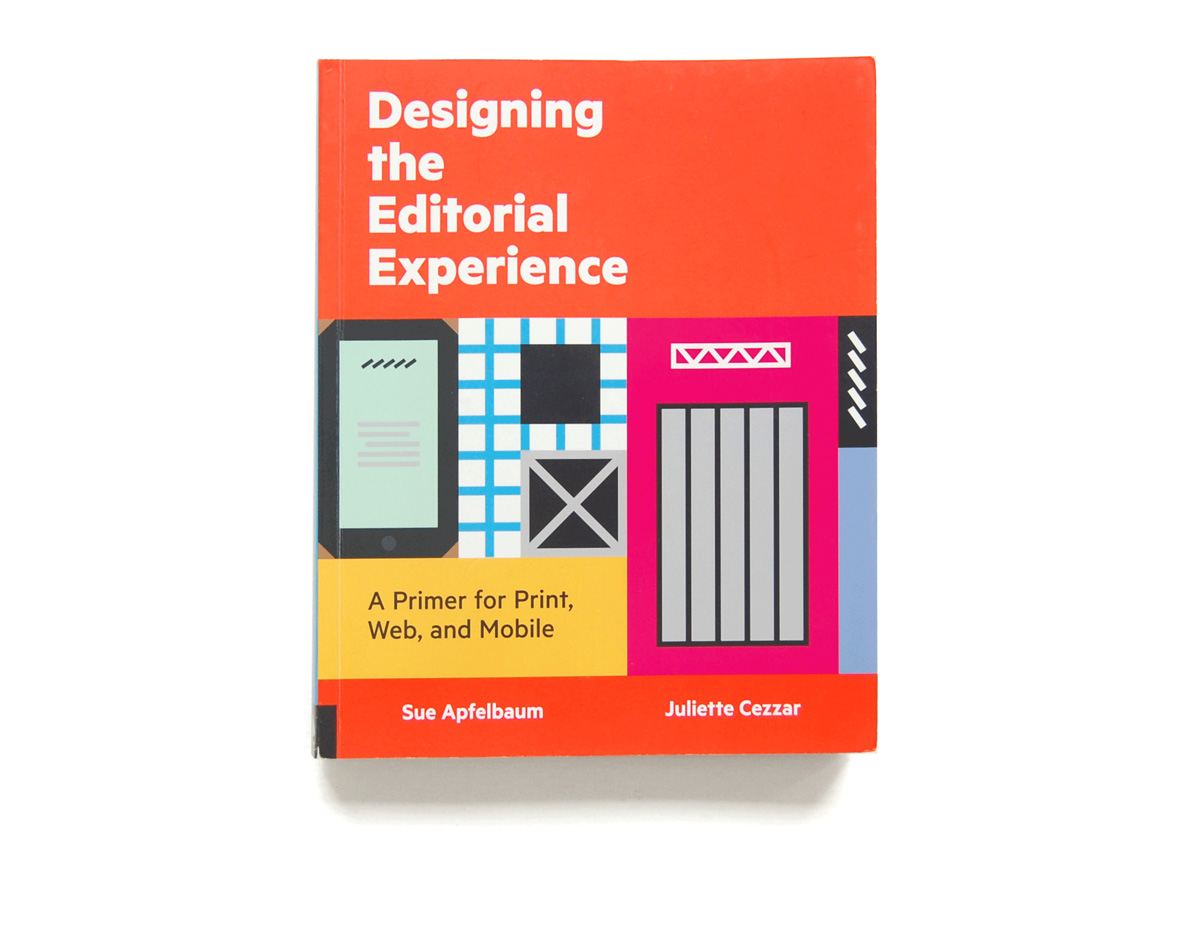 Designing
the
Editorial
Experience
A Primer for Print,
Web, and Mobile
Sue Apfelbaum
Juliette Cezzar